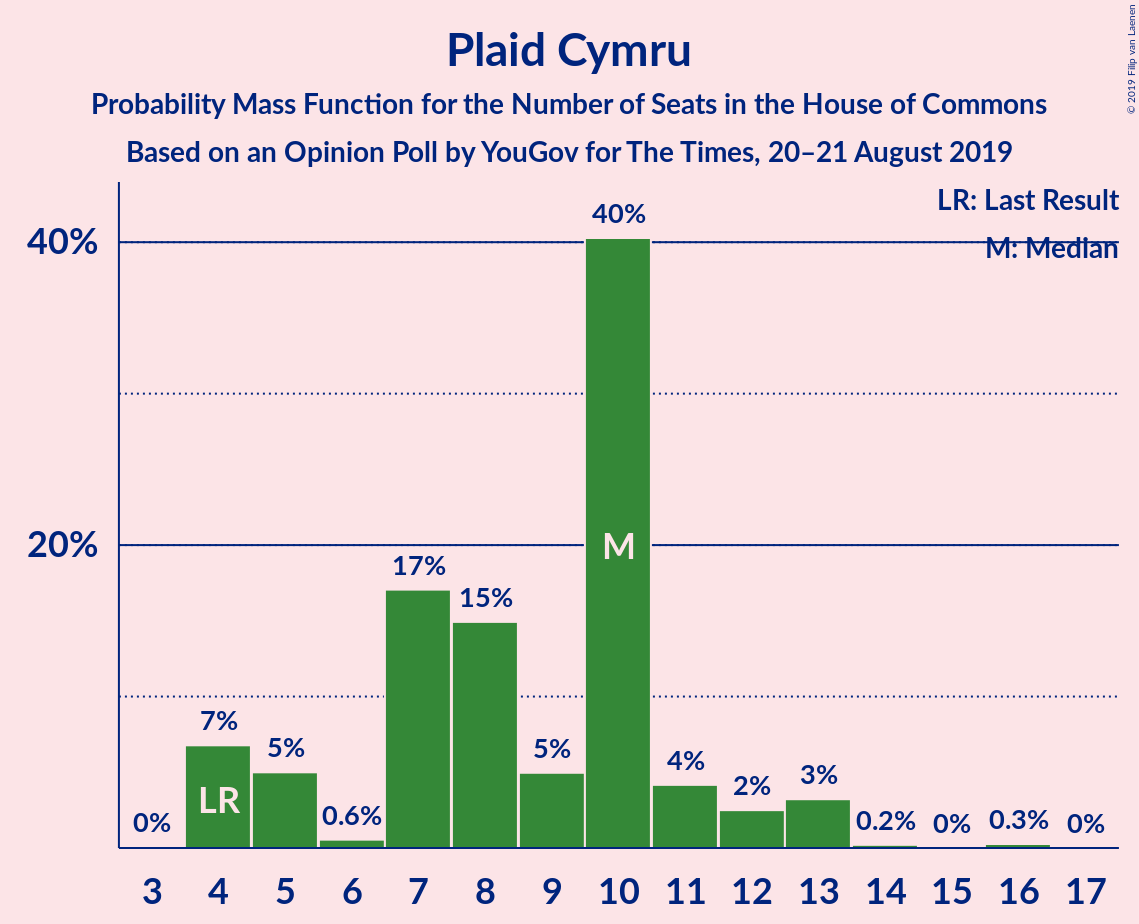 Plaid Cymru
Probability Mass Function for the Number of Seats in the House of Commons
Based on an Opinion Poll by YouGov for The Times, 20–21 August 2019
© 2019 Filip van Laenen
LR: Last Result
M: Median
40%
20%
0%
7%
5%
0.6%
17%
15%
5%
40%
4%
2%
3%
0.2%
0%
0.3%
0%
LR
M
3 4 5 6 7 8 9 10 11 12 13 14 15 16 17